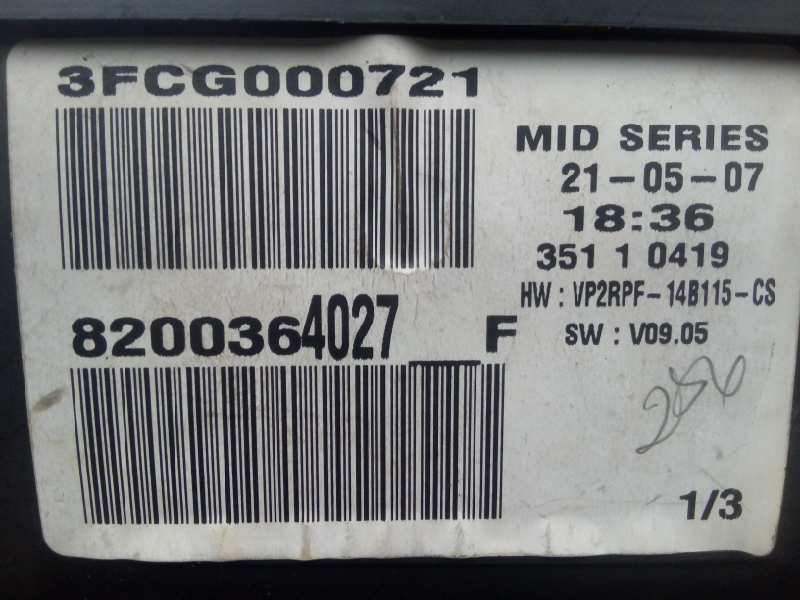 3FCG000721
MID SERIES
21-05-07
18:36
351 1 0419
HW : VP2RPF-14B115-CS
SW : V09.05
8200364027__F
1/3